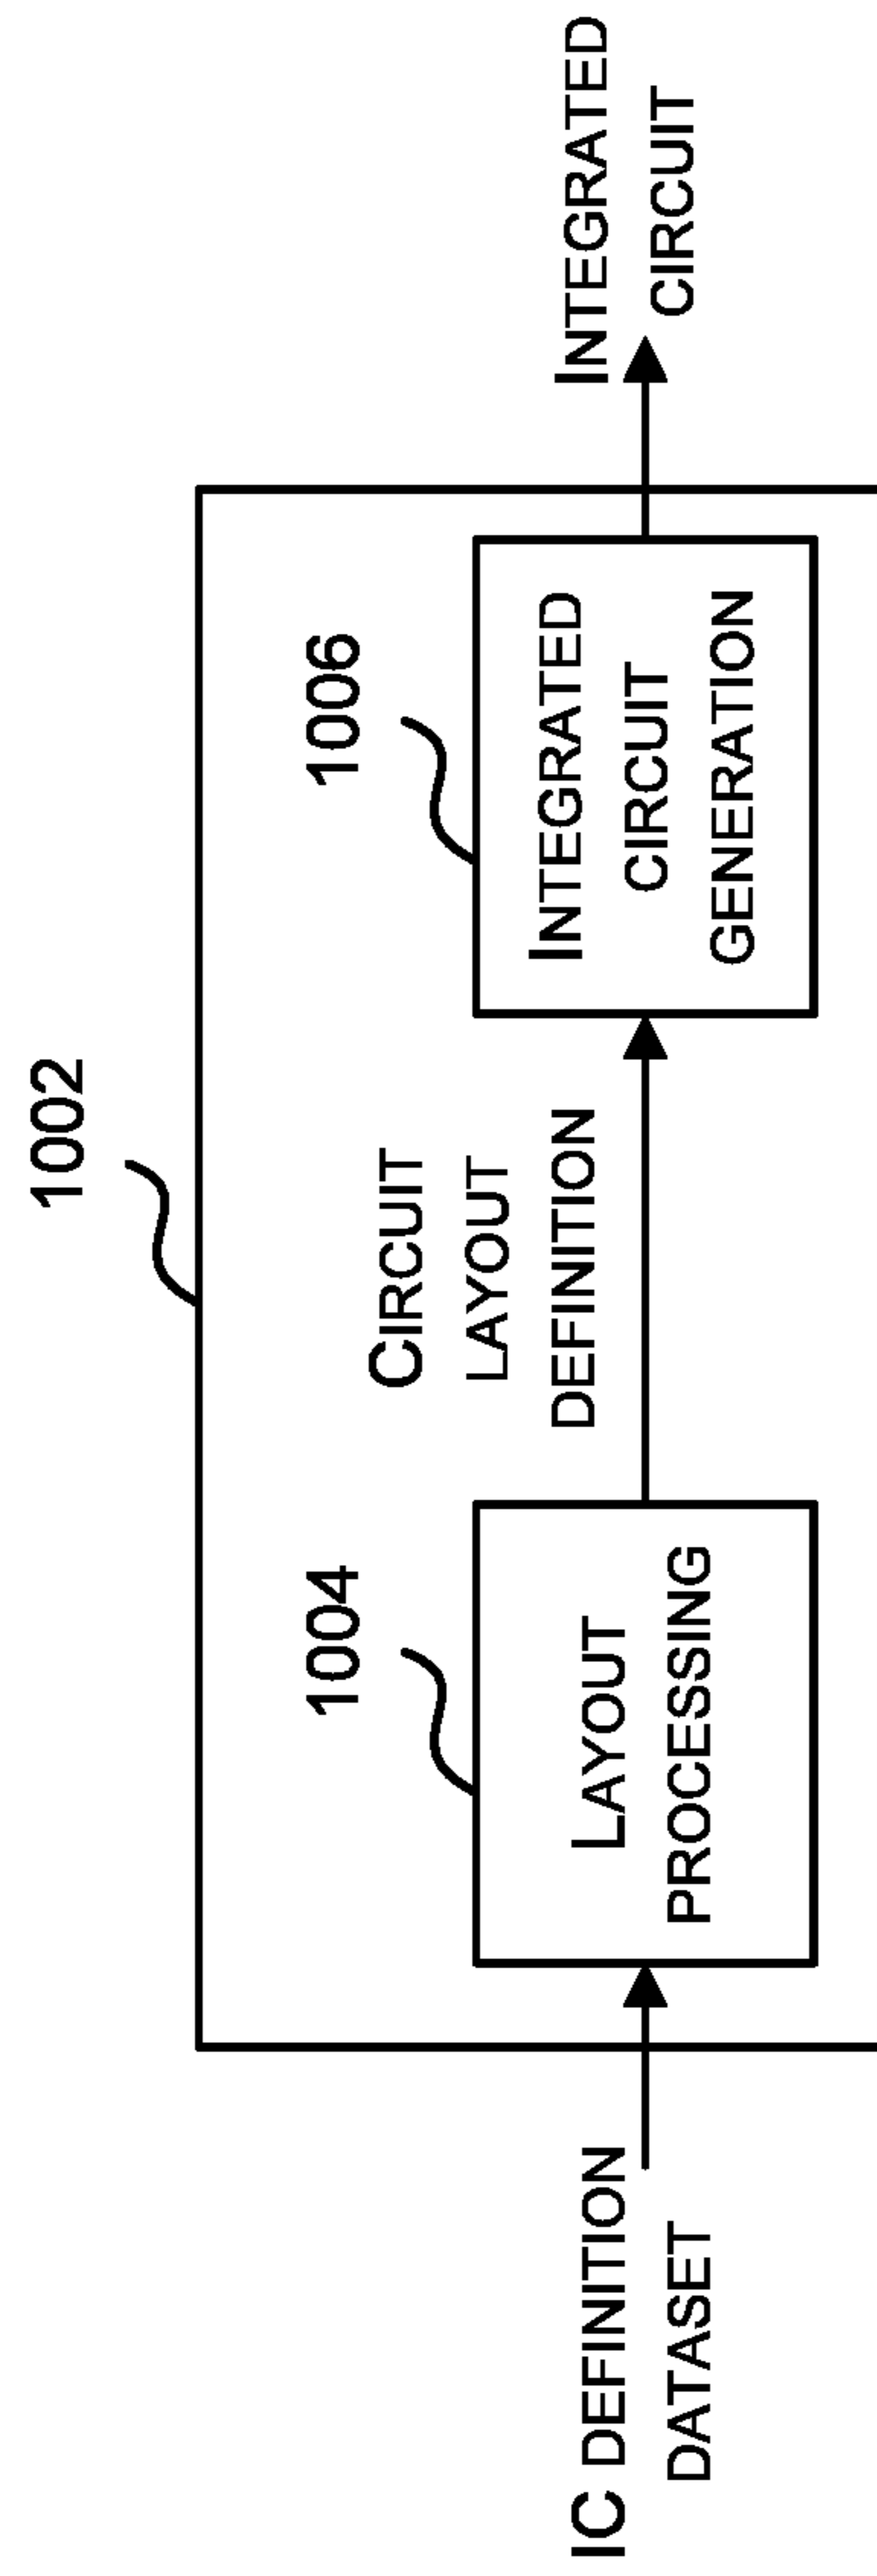 1002
1004
1006
IC DEFINITION
DATASET
LAYOUT
PROCESSING
CIRCUIT
LAYOUT
DEFINITION
INTEGRATED
CIRCUIT
GENERATION
INTEGRATED
CIRCUIT